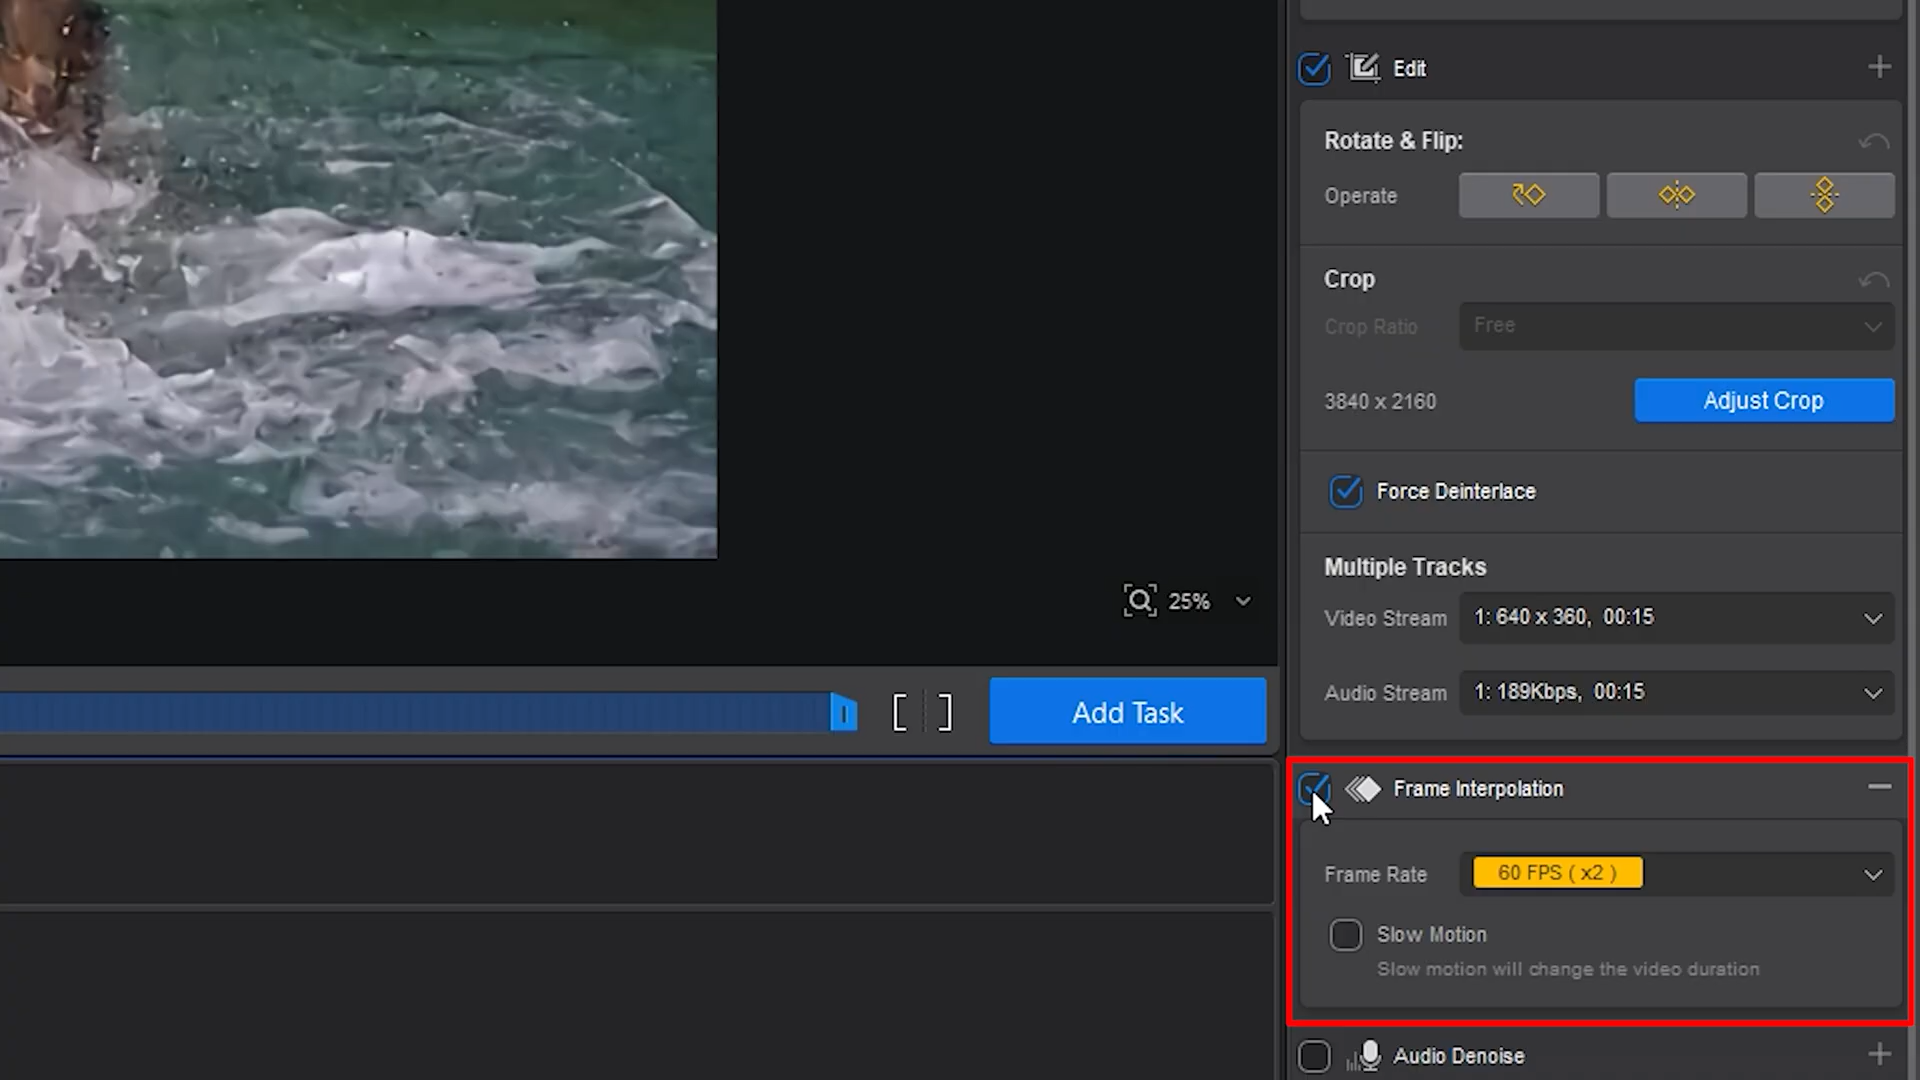 Edit
Rotate & Flip:
Operate
Crop
Crop Ratio
Free
3840 x 2160
Adjust Crop
Force Deinterlace
Multiple Tracks
Video Stream
1: 640 x 360, 00:15
Audio Stream
1: 189Kbps, 00:15
25%
Add Task
Frame Interpolation
Frame Rate
60 FPS ( x2 )
Slow Motion
Slow motion will change the video duration
Audio Denoise